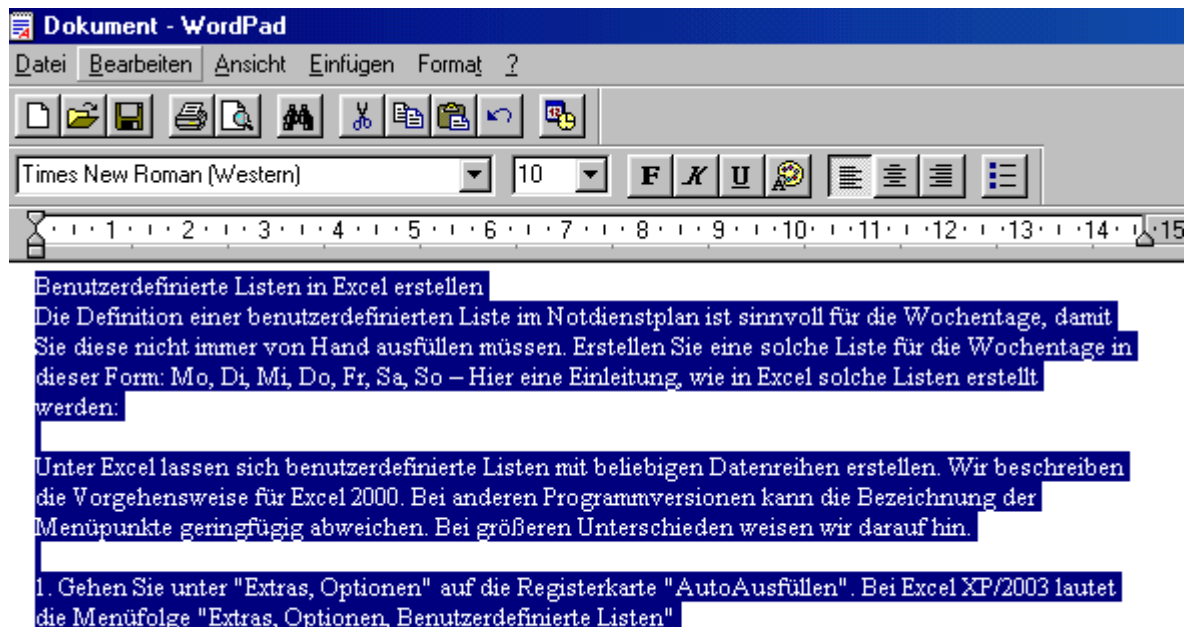 Dokument - WordPad
Datei Bearbeiten Ansicht Einfügen Format ?
Times New Roman (Western) 10 F K U
1 2 3 4 5 6 7 8 9 10 11 12 13 14 15
Benutzerdefinierte Listen in Excel erstellen
Die Definition einer benutzerdefinierten Liste im Notdienstplan ist sinnvoll für die Wochentage, damit
Sie diese nicht immer von Hand ausfüllen müssen. Erstellen Sie eine solche Liste für die Wochentage in
dieser Form: Mo, Di, Mi, Do, Fr, Sa, So – Hier eine Einleitung, wie in Excel solche Listen erstellt
werden:
Unter Excel lassen sich benutzerdefinierte Listen mit beliebigen Datenreihen erstellen. Wir beschreiben
die Vorgehensweise für Excel 2000. Bei anderen Programmversionen kann die Bezeichnung der
Menüpunkte geringfügig abweichen. Bei größeren Unterschieden weisen wir darauf hin.
1. Gehen Sie unter "Extras, Optionen" auf die Registerkarte "AutoAusfüllen". Bei Excel XP/2003 lautet
die Menüfolge "Extras, Optionen, Benutzerdefinierte Listen"